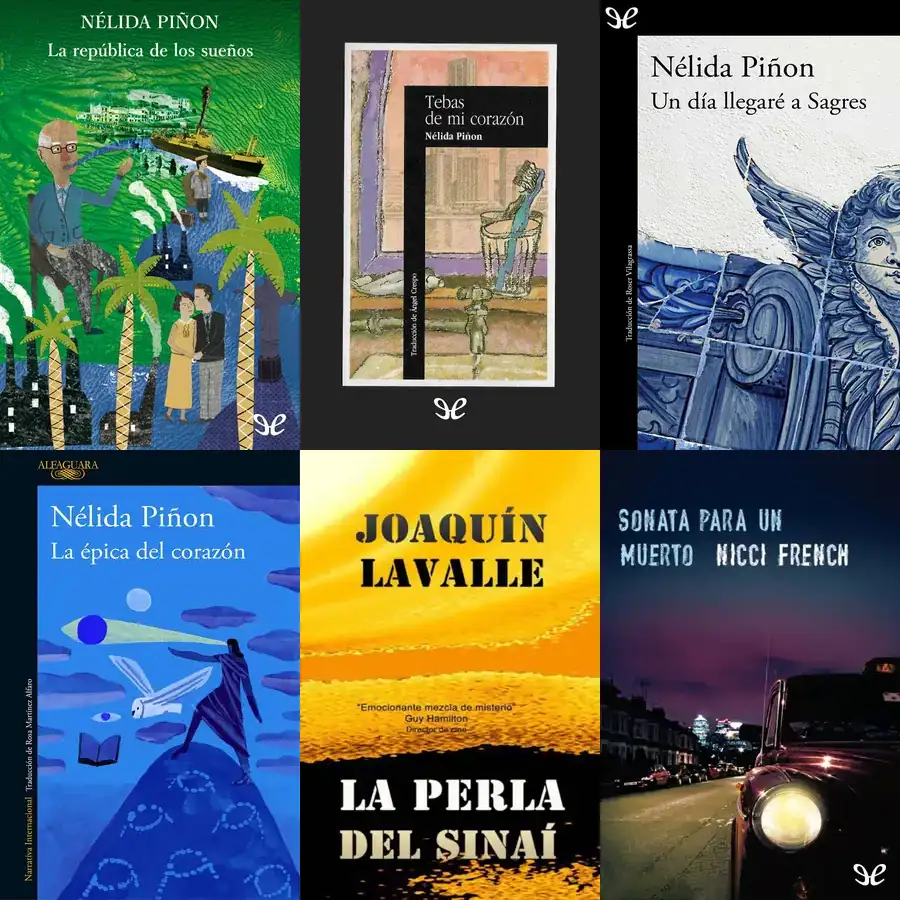 NÉLIDA PIÑON
La república de los sueños
Tebas
de mi corazón
Nélida Piñon
Traducción de Ángel Crespo
Nélida Piñon
Un día llegaré a Sagres
Traducción de Roser Vilagrassa
ALFAGUARA
Nélida Piñon
La épica del corazón
Narrativa Internacional Traducción de Rosa Martínez Alfaro
JOAQUÍN
LAVALLE
"Emocionante mezcla de misterio"
Guy Hamilton
Director de cine
LA PERLA
DEL SINAÍ
SONATA PARA UN
MUERTO NICCI FRENCH